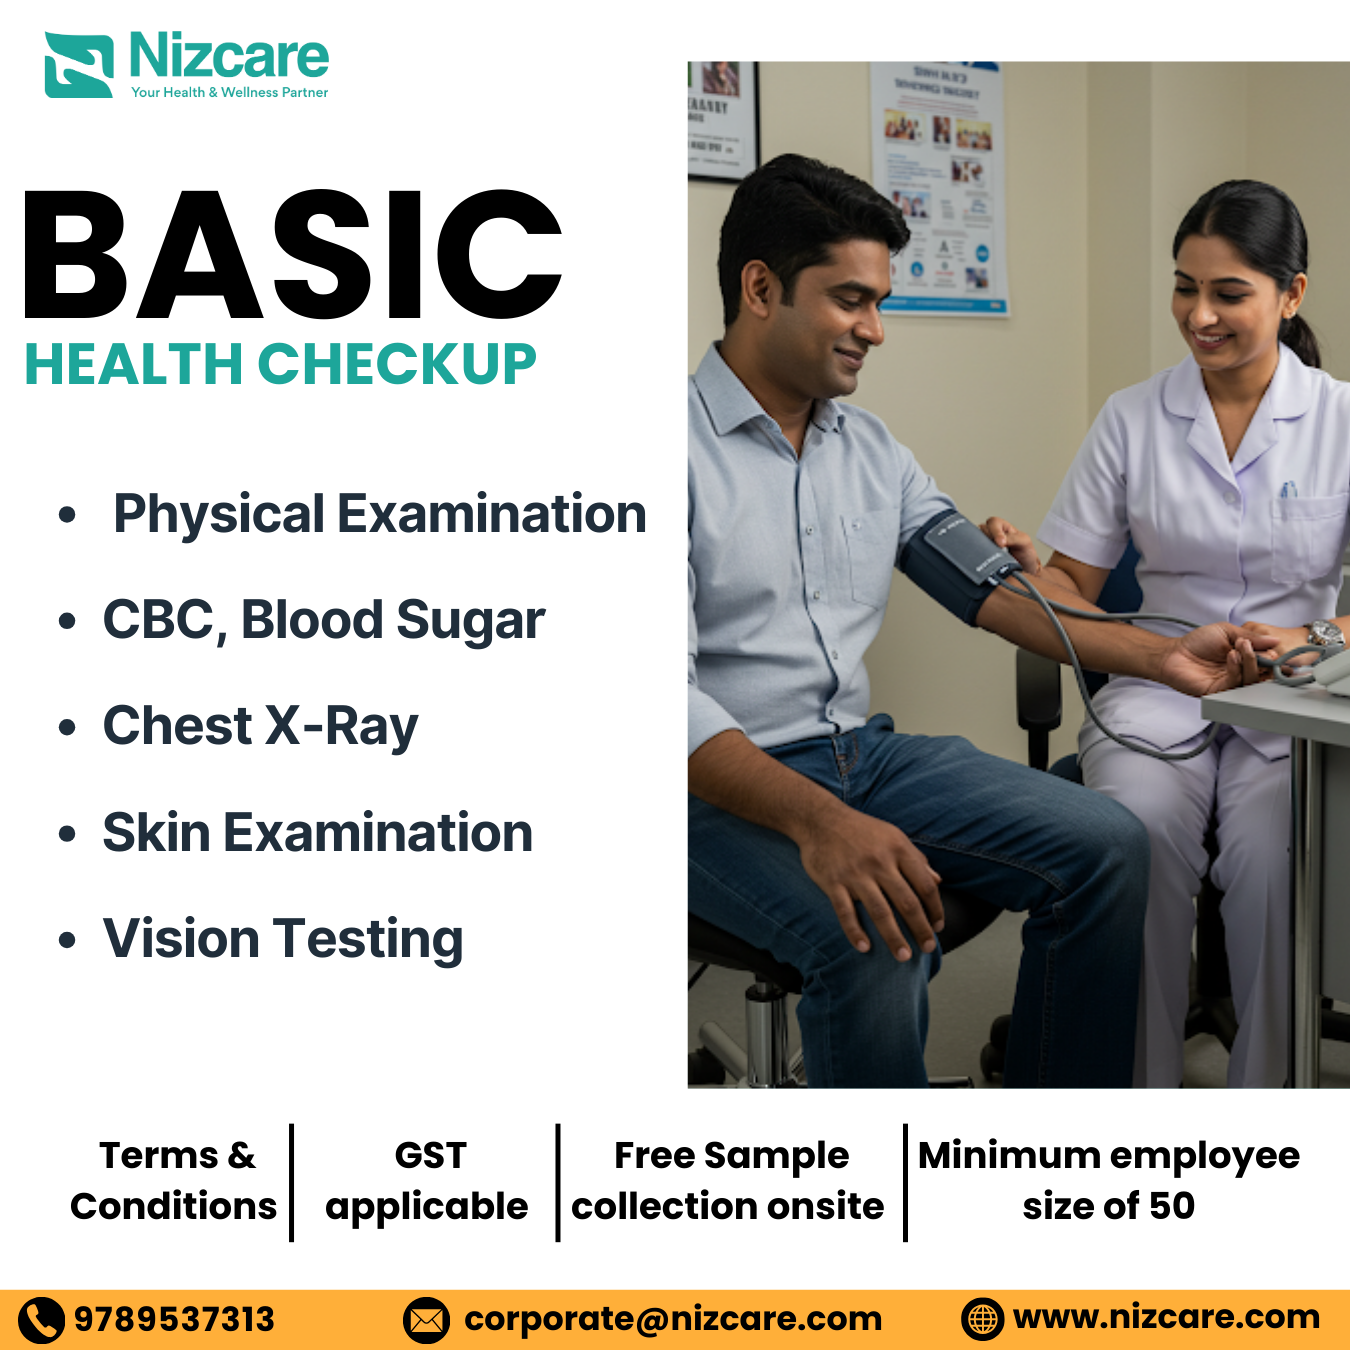 Nizcare
Your Health & Wellness Partner
BASIC
HEALTH CHECKUP
• Physical Examination
• CBC, Blood Sugar
• Chest X-Ray
• Skin Examination
• Vision Testing
Terms &
Conditions
GST
applicable
Free Sample
collection onsite
Minimum employee
size of 50
9789537313
corporate@nizcare.com
www.nizcare.com